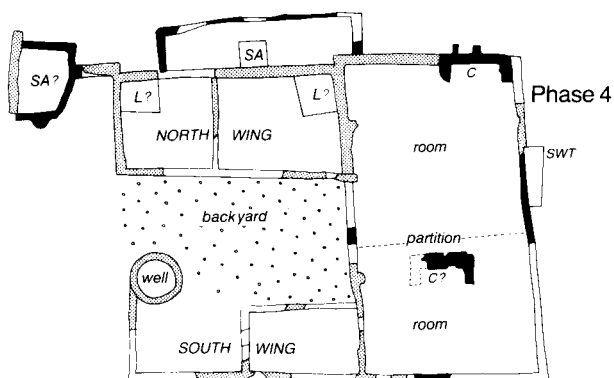 SA?
SA
L?
L?
C
Phase 4
NORTH WING
room
SWT
backyard
partition
well
C?
room
SOUTH WING